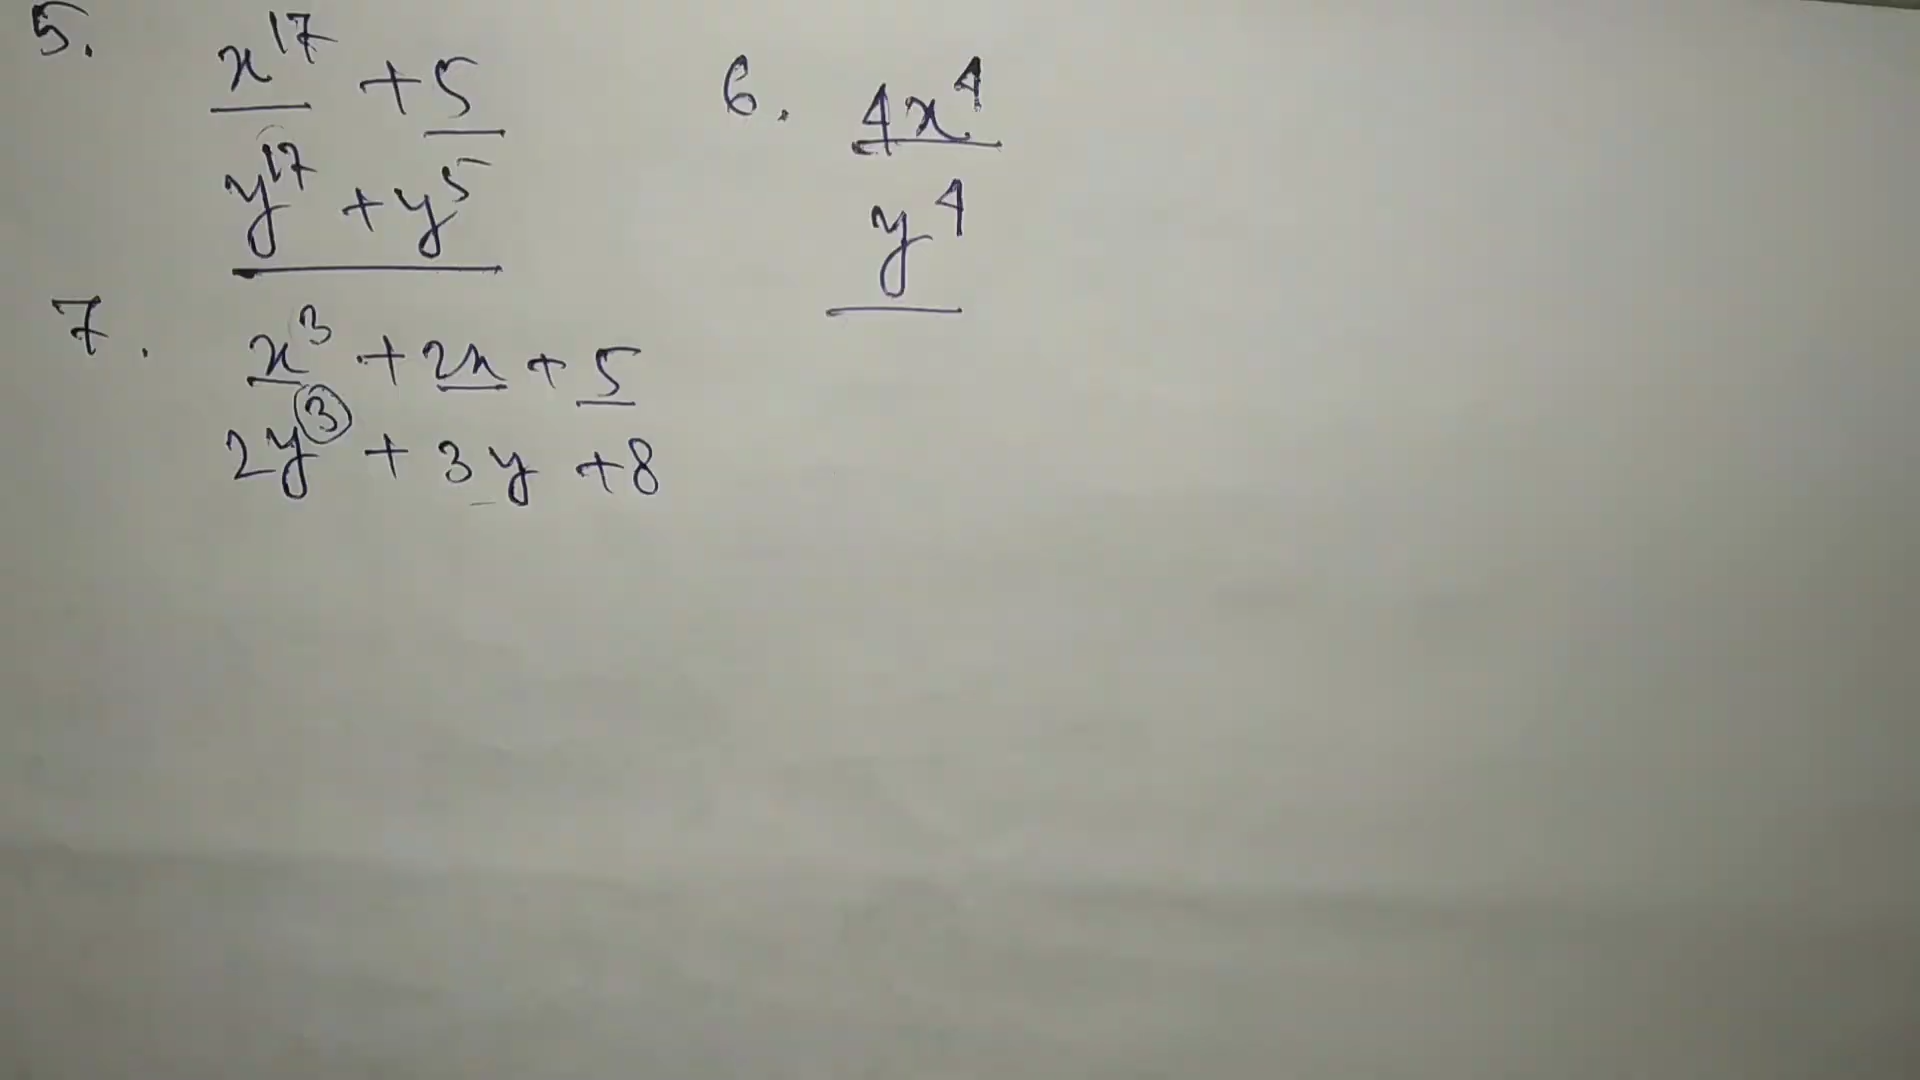 5. x^17 + 5
y^17 + y^5
6. 4x^4
y^4
7. x^3 + 2x + 5
2y^3 + 3y + 8